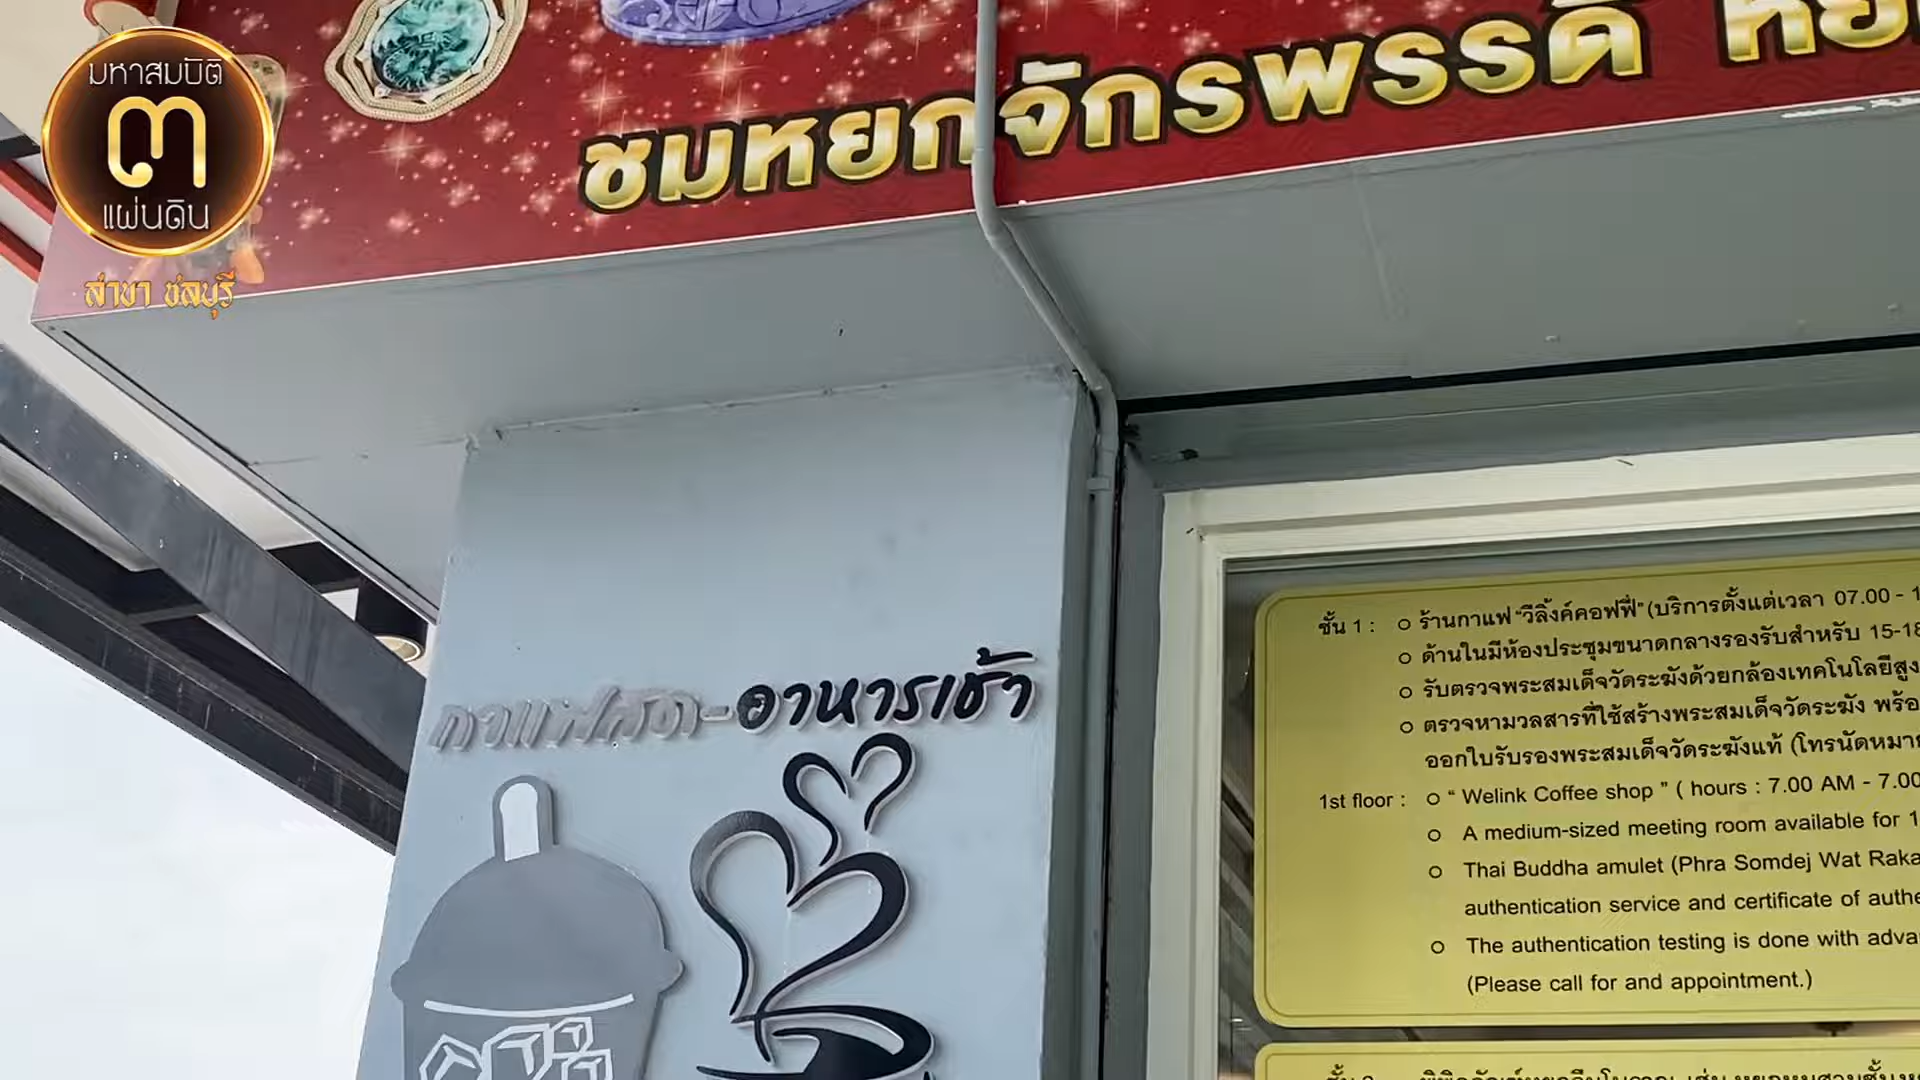 มหาสมบัติ
๓
แผ่นดิน
สาขา ชลบุรี
ชมหยกจักรพรรดิ
กาแฟสด-อาหารเช้า
ชั้น 1 : ร้านกาแฟ “วีลิ้งค์คอฟฟี่” (บริการตั้งแต่เวลา 07.00 -
ด้านในมีห้องประชุมขนาดกลางรองรับสำหรับ 15-18
รับตรวจพระสมเด็จวัดระฆังด้วยกล้องเทคโนโลยีสูง
ตรวจหามวลสารที่ใช้สร้างพระสมเด็จวัดระฆัง พร้อ
ออกใบรับรองพระสมเด็จวัดระฆังแท้ (โทรนัดหมาย
1st floor : “ Welink Coffee shop ” ( hours : 7.00 AM - 7.00
A medium-sized meeting room available for 1
Thai Buddha amulet (Phra Somdej Wat Raka
authentication service and certificate of authe
The authentication testing is done with adva
(Please call for and appointment.)